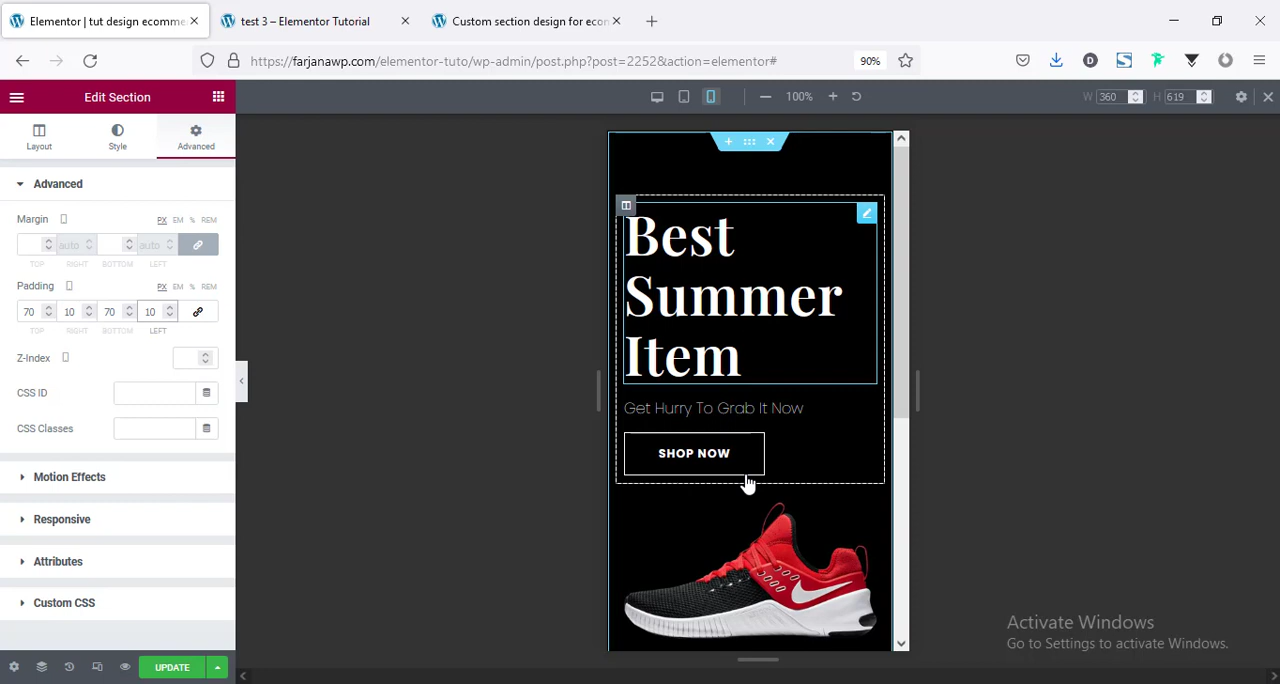 Elementor | tut design ecomme
test 3 – Elementor Tutorial
Custom section design for econ
https://farjanawp.com/elementor-tuto/wp-admin/post.php?post=2252&action=elementor#
90%
Edit Section
100%
W 360
H 619
Layout
Style
Advanced
Advanced
Margin
PX EM % REM
auto auto
TOP RIGHT BOTTOM LEFT
Padding
PX EM % REM
70 10 70 10
TOP RIGHT BOTTOM LEFT
Z-Index
CSS ID
CSS Classes
Motion Effects
Responsive
Attributes
Custom CSS
UPDATE
Best
Summer
Item
Get Hurry To Grab It Now
SHOP NOW
Activate Windows
Go to Settings to activate Windows.